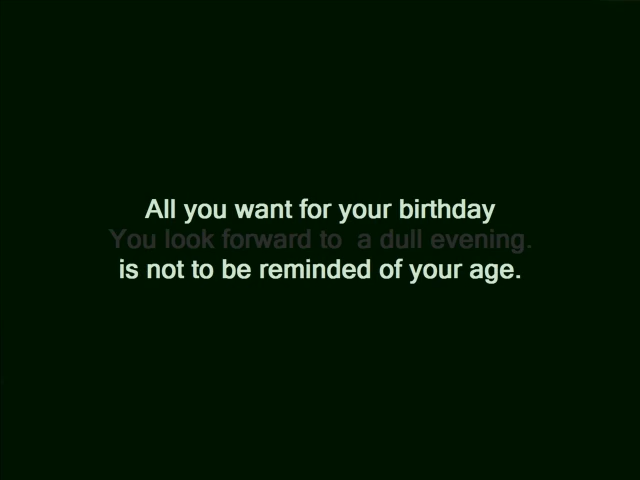 All you want for your birthday
You look forward to a dull evening.
is not to be reminded of your age.